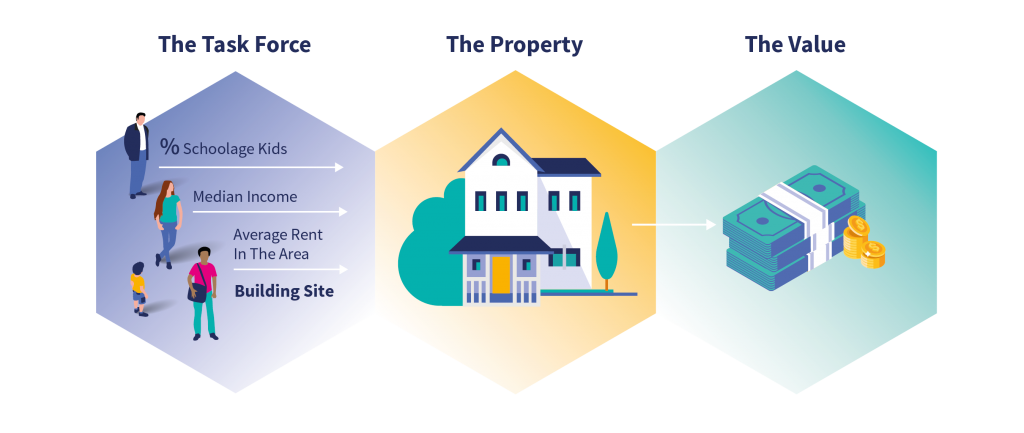 The Task Force
The Property
The Value
% Schoolage Kids
Median Income
Average Rent
In The Area
Building Site